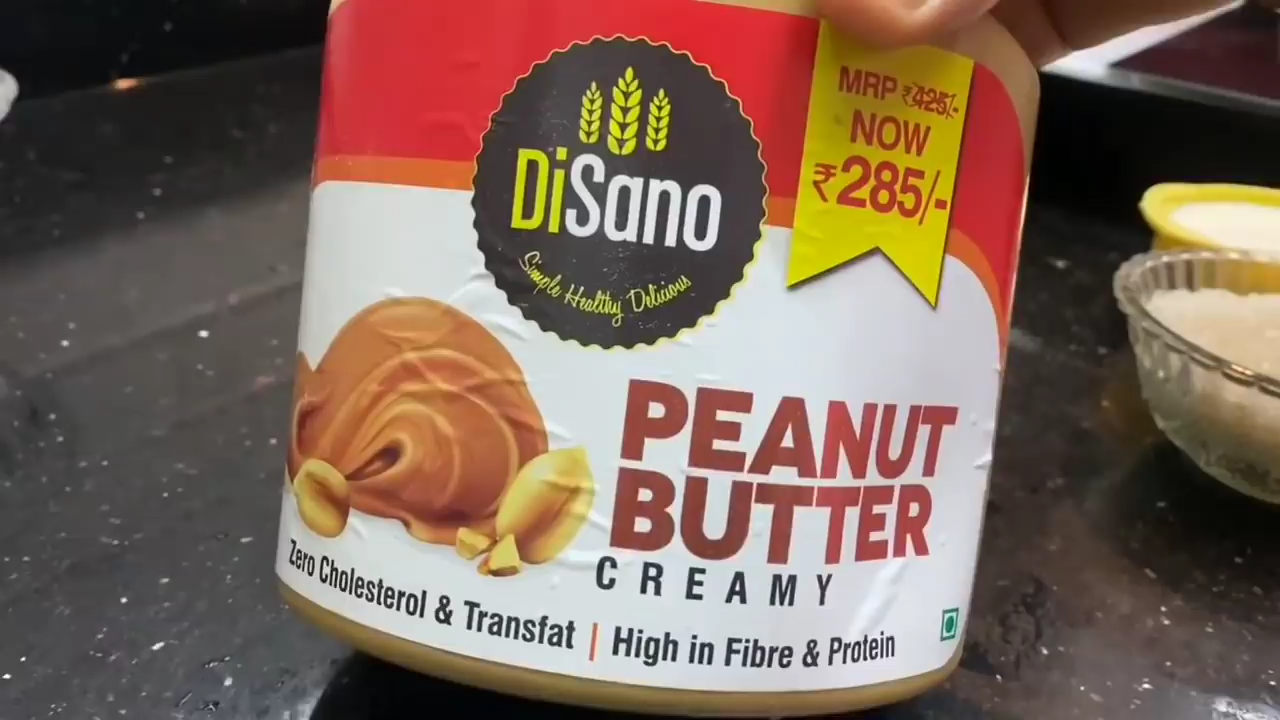 DiSano
Simple Healthy Delicious
MRP ₹425/-
NOW
₹285/-
PEANUT
BUTTER
CREAMY
Zero Cholesterol & Transfat | High in Fibre & Protein